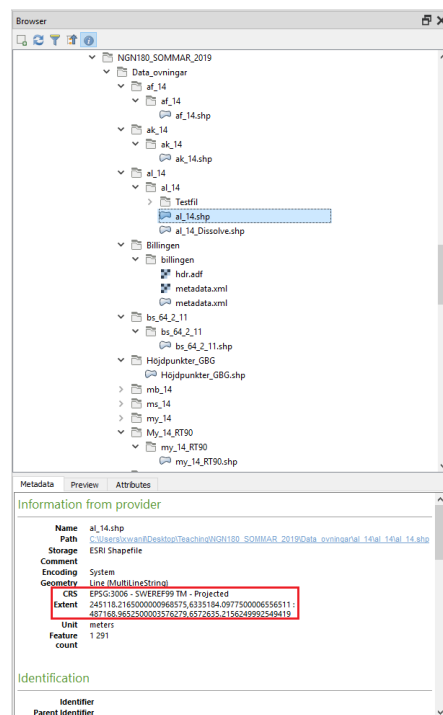 Browser
NGN180_SOMMAR_2019
Data_ovningar
af_14
af_14
af_14.shp
ak_14
ak_14
ak_14.shp
al_14
al_14
Testfil
al_14.shp
al_14_Dissolve.shp
Billingen
billingen
hdr.adf
metadata.xml
metadata.xml
bs_64_2_11
bs_64_2_11
bs_64_2_11.shp
Höjdpunkter_GBG
Höjdpunkter_GBG.shp
mb_14
ms_14
my_14
My_14_RT90
my_14_RT90
my_14_RT90.shp
Metadata Preview Attributes
Information from provider
Name al_14.shp
Path C:\Users\xwanil\Desktop\Teaching\NGN180_SOMMAR_2019\Data_ovningar\al_14\al_14\al_14.shp
Storage ESRI Shapefile
Comment
Encoding System
Geometry Line (MultiLineString)
CRS EPSG:3006 - SWEREF99 TM - Projected
Extent 245118.2165000000968575,6335184.0977500006556511 :
487168.9652500003576279,6572635.2156249992549419
Unit meters
Feature 1 291
count
Identification
Identifier
Parent Identifier